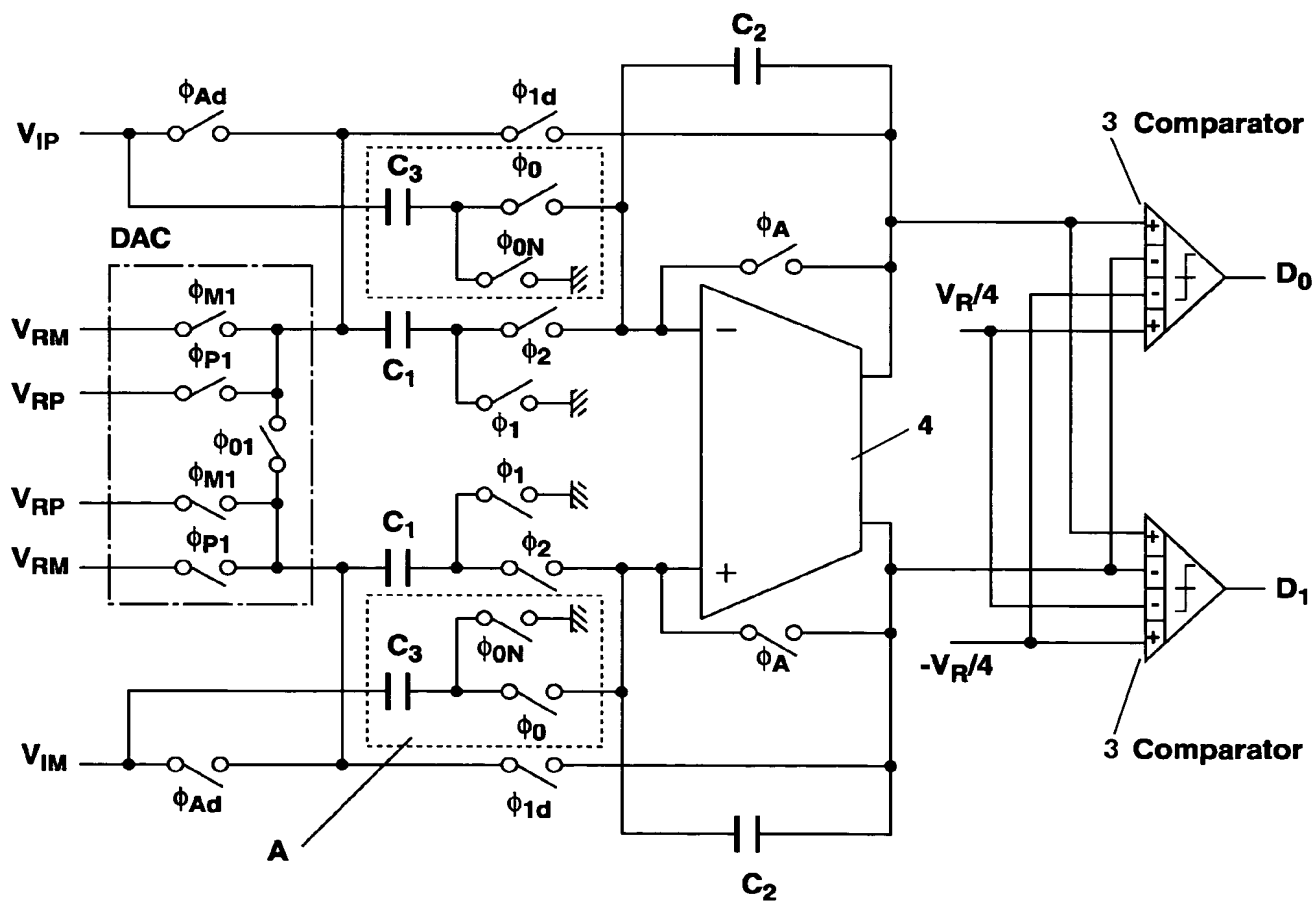 C2
ϕAd
ϕ1d
VIP
3 Comparator
C3
ϕ0
DAC
ϕ0N
ϕA
+
-
-
+
D0
ϕM1
VR/4
VRM
ϕ2
−
C1
ϕP1
VRP
ϕ1
4
ϕ01
ϕM1
ϕ1
VRP
C1
ϕP1
ϕ2
VRM
+
+
-
-
+
D1
C3
ϕ0N
ϕA
-VR/4
ϕ0
VIM
3 Comparator
ϕAd
ϕ1d
A
C2